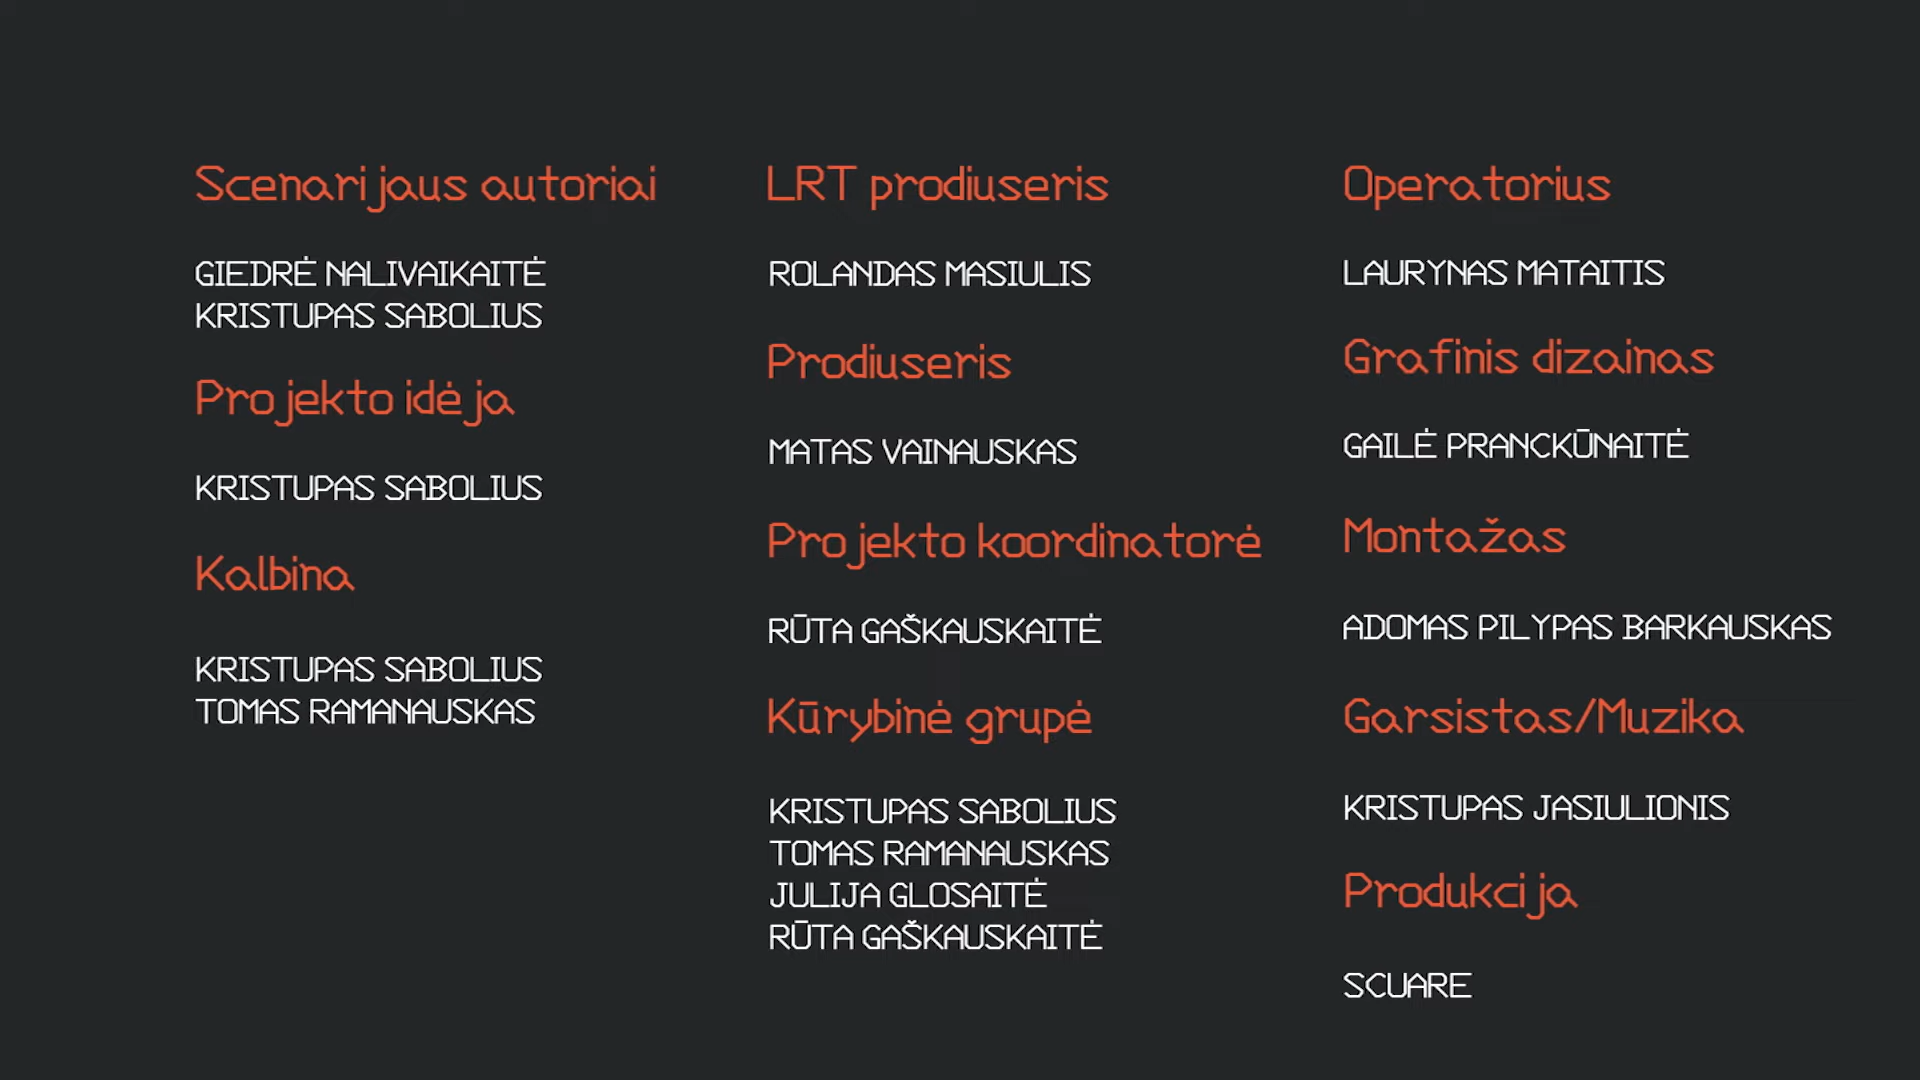 Scenarijaus autoriai
GIEDRĖ NALIVAIKAITĖ
KRISTUPAS SABOLIUS
Projekto idėja
KRISTUPAS SABOLIUS
Kalbina
KRISTUPAS SABOLIUS
TOMAS RAMANAUSKAS
LRT prodiuseris
ROLANDAS MASIULIS
Prodiuseris
MATAS VAINAUSKAS
Projekto koordinatorė
RŪTA GAŠKAUSKAITĖ
Kūrybinė grupė
KRISTUPAS SABOLIUS
TOMAS RAMANAUSKAS
JULIJA GLOSAITĖ
RŪTA GAŠKAUSKAITĖ
Operatorius
LAURYNAS MATAITIS
Grafinis dizainas
GAILĖ PRANCKŪNAITĖ
Montažas
ADOMAS PILYPAS BARKAUSKAS
Garsistas/Muzika
KRISTUPAS JASIULIONIS
Produkcija
SCUARE